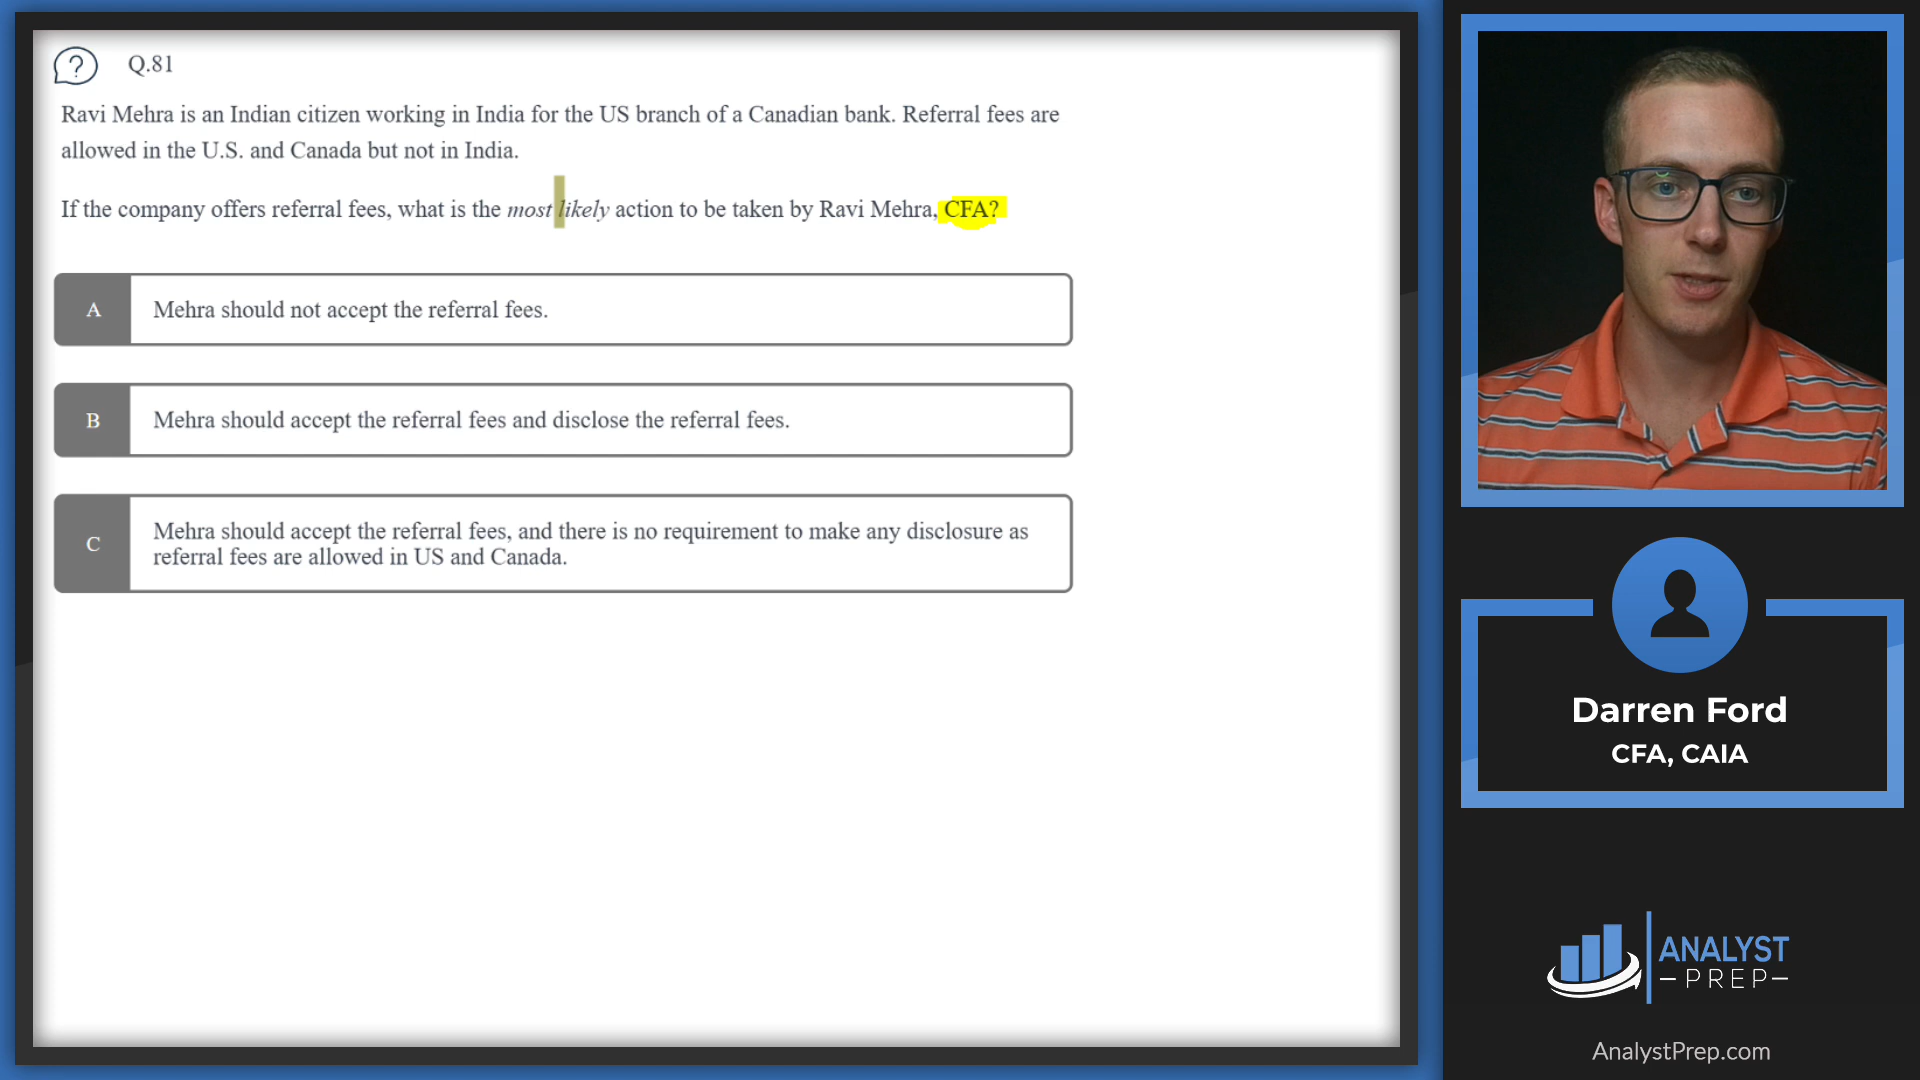 ?
Q.81
Ravi Mehra is an Indian citizen working in India for the US branch of a Canadian bank. Referral fees are
allowed in the U.S. and Canada but not in India.
If the company offers referral fees, what is the most likely action to be taken by Ravi Mehra, CFA?
A
Mehra should not accept the referral fees.
B
Mehra should accept the referral fees and disclose the referral fees.
C
Mehra should accept the referral fees, and there is no requirement to make any disclosure as
referral fees are allowed in US and Canada.
Darren Ford
CFA, CAIA
ANALYST
PREP
AnalystPrep.com